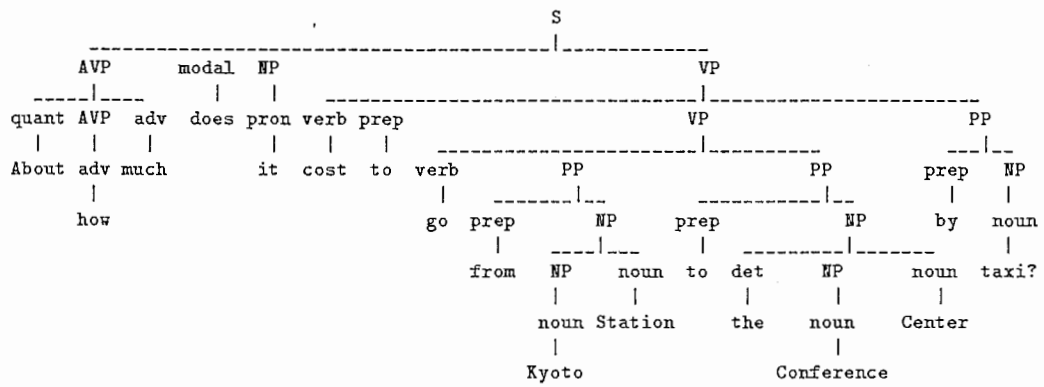 S
AVP modal NP VP
quant AVP adv does pron verb prep VP PP
About adv much it cost to verb PP PP prep NP
how go prep NP prep NP by noun
from NP noun to det NP noun taxi?
noun Station the noun Center
Kyoto Conference